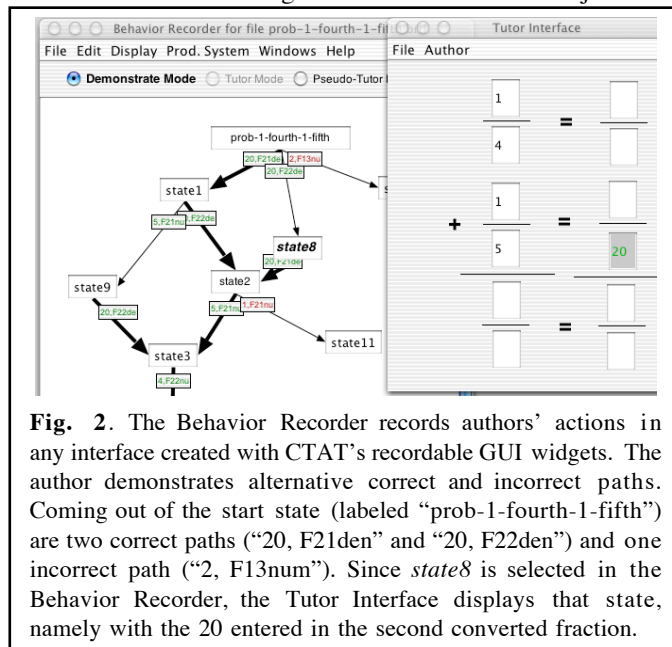 Behavior Recorder for file prob-1-fourth-1-fif
Tutor Interface
File Edit Display Prod. System Windows Help
File Author
Demonstrate Mode Tutor Mode Pseudo-Tutor
prob-1-fourth-1-fifth
20,F21de 2,F13nu
20,F22de
state1
5,F21nu F22de
state8
20,F21de
state9
state2
20,F22de
5,F21n 1,F21nu
state11
state3
4,F22nu
1
=
4
1
+ =
5 20
=
Fig. 2. The Behavior Recorder records authors' actions in
any interface created with CTAT's recordable GUI widgets. The
author demonstrates alternative correct and incorrect paths.
Coming out of the start state (labeled “prob-1-fourth-1-fifth”)
are two correct paths (“20, F21den” and “20, F22den”) and one
incorrect path (“2, F13num”). Since state8 is selected in the
Behavior Recorder, the Tutor Interface displays that state,
namely with the 20 entered in the second converted fraction.